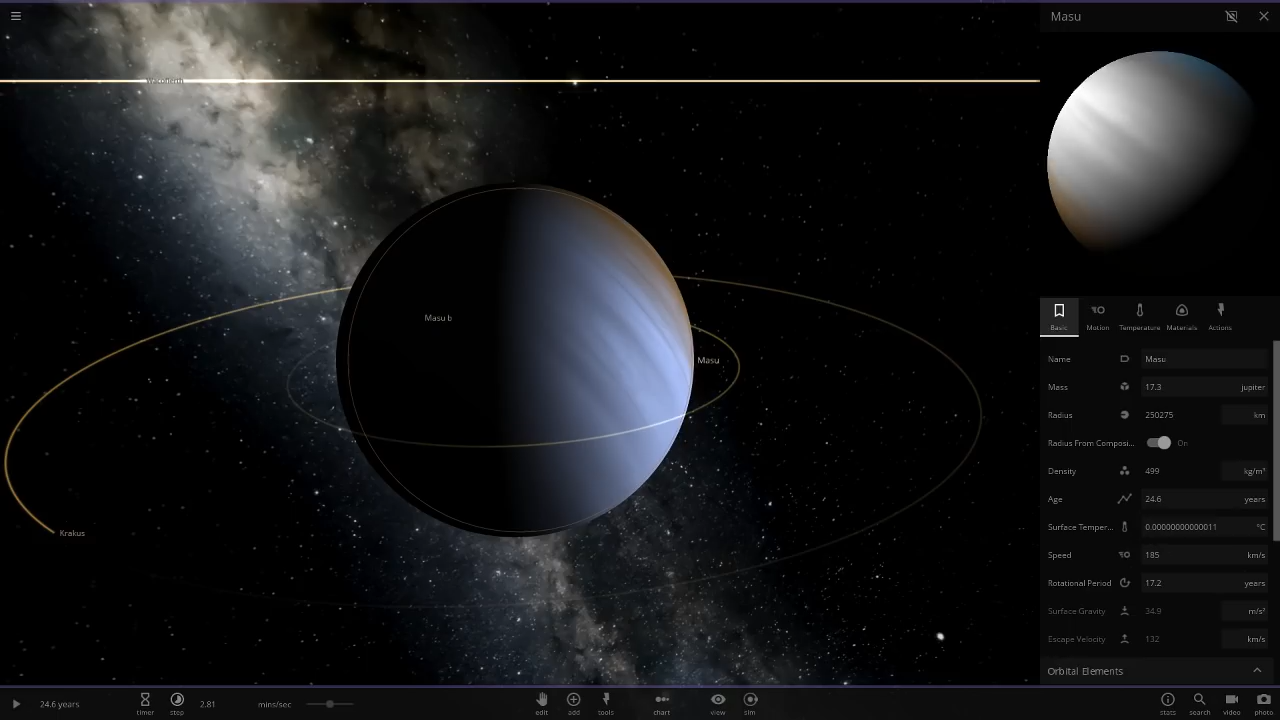 Masu
Masu b
Masu
Krakus
Basic Motion Temperature Materials Actions
Name Masu
Mass 17.3 jupiter
Radius 250275 km
Radius From Composi... On
Density 499 kg/m³
Age 24.6 years
Surface Temper... 0.00000000000011 °C
Speed 185 km/s
Rotational Period 17.2 years
Surface Gravity 34.9 m/s²
Escape Velocity 132 km/s
Orbital Elements
24.6 years
timer
step
2.81 mins/sec
edit
add
tools
chart
view
sim
stats
search
video
photo